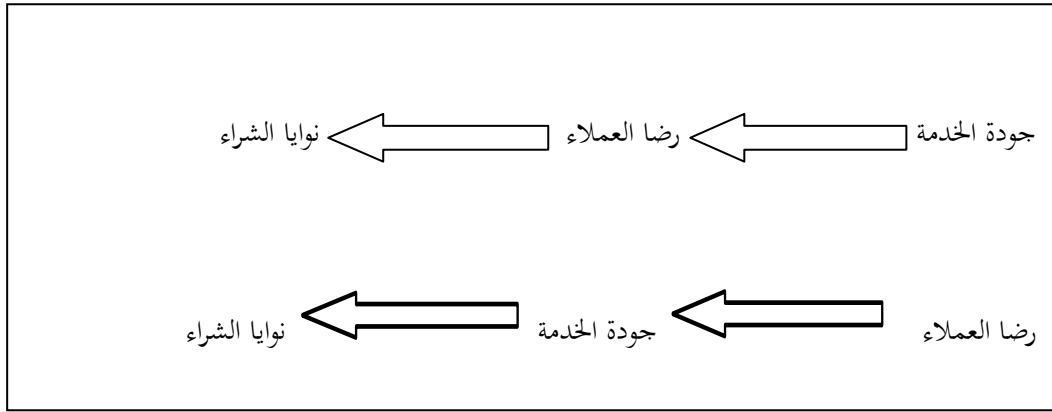 جودة الخدمة رضا العملاء نوايا الشراء
رضا العملاء جودة الخدمة نوايا الشراء